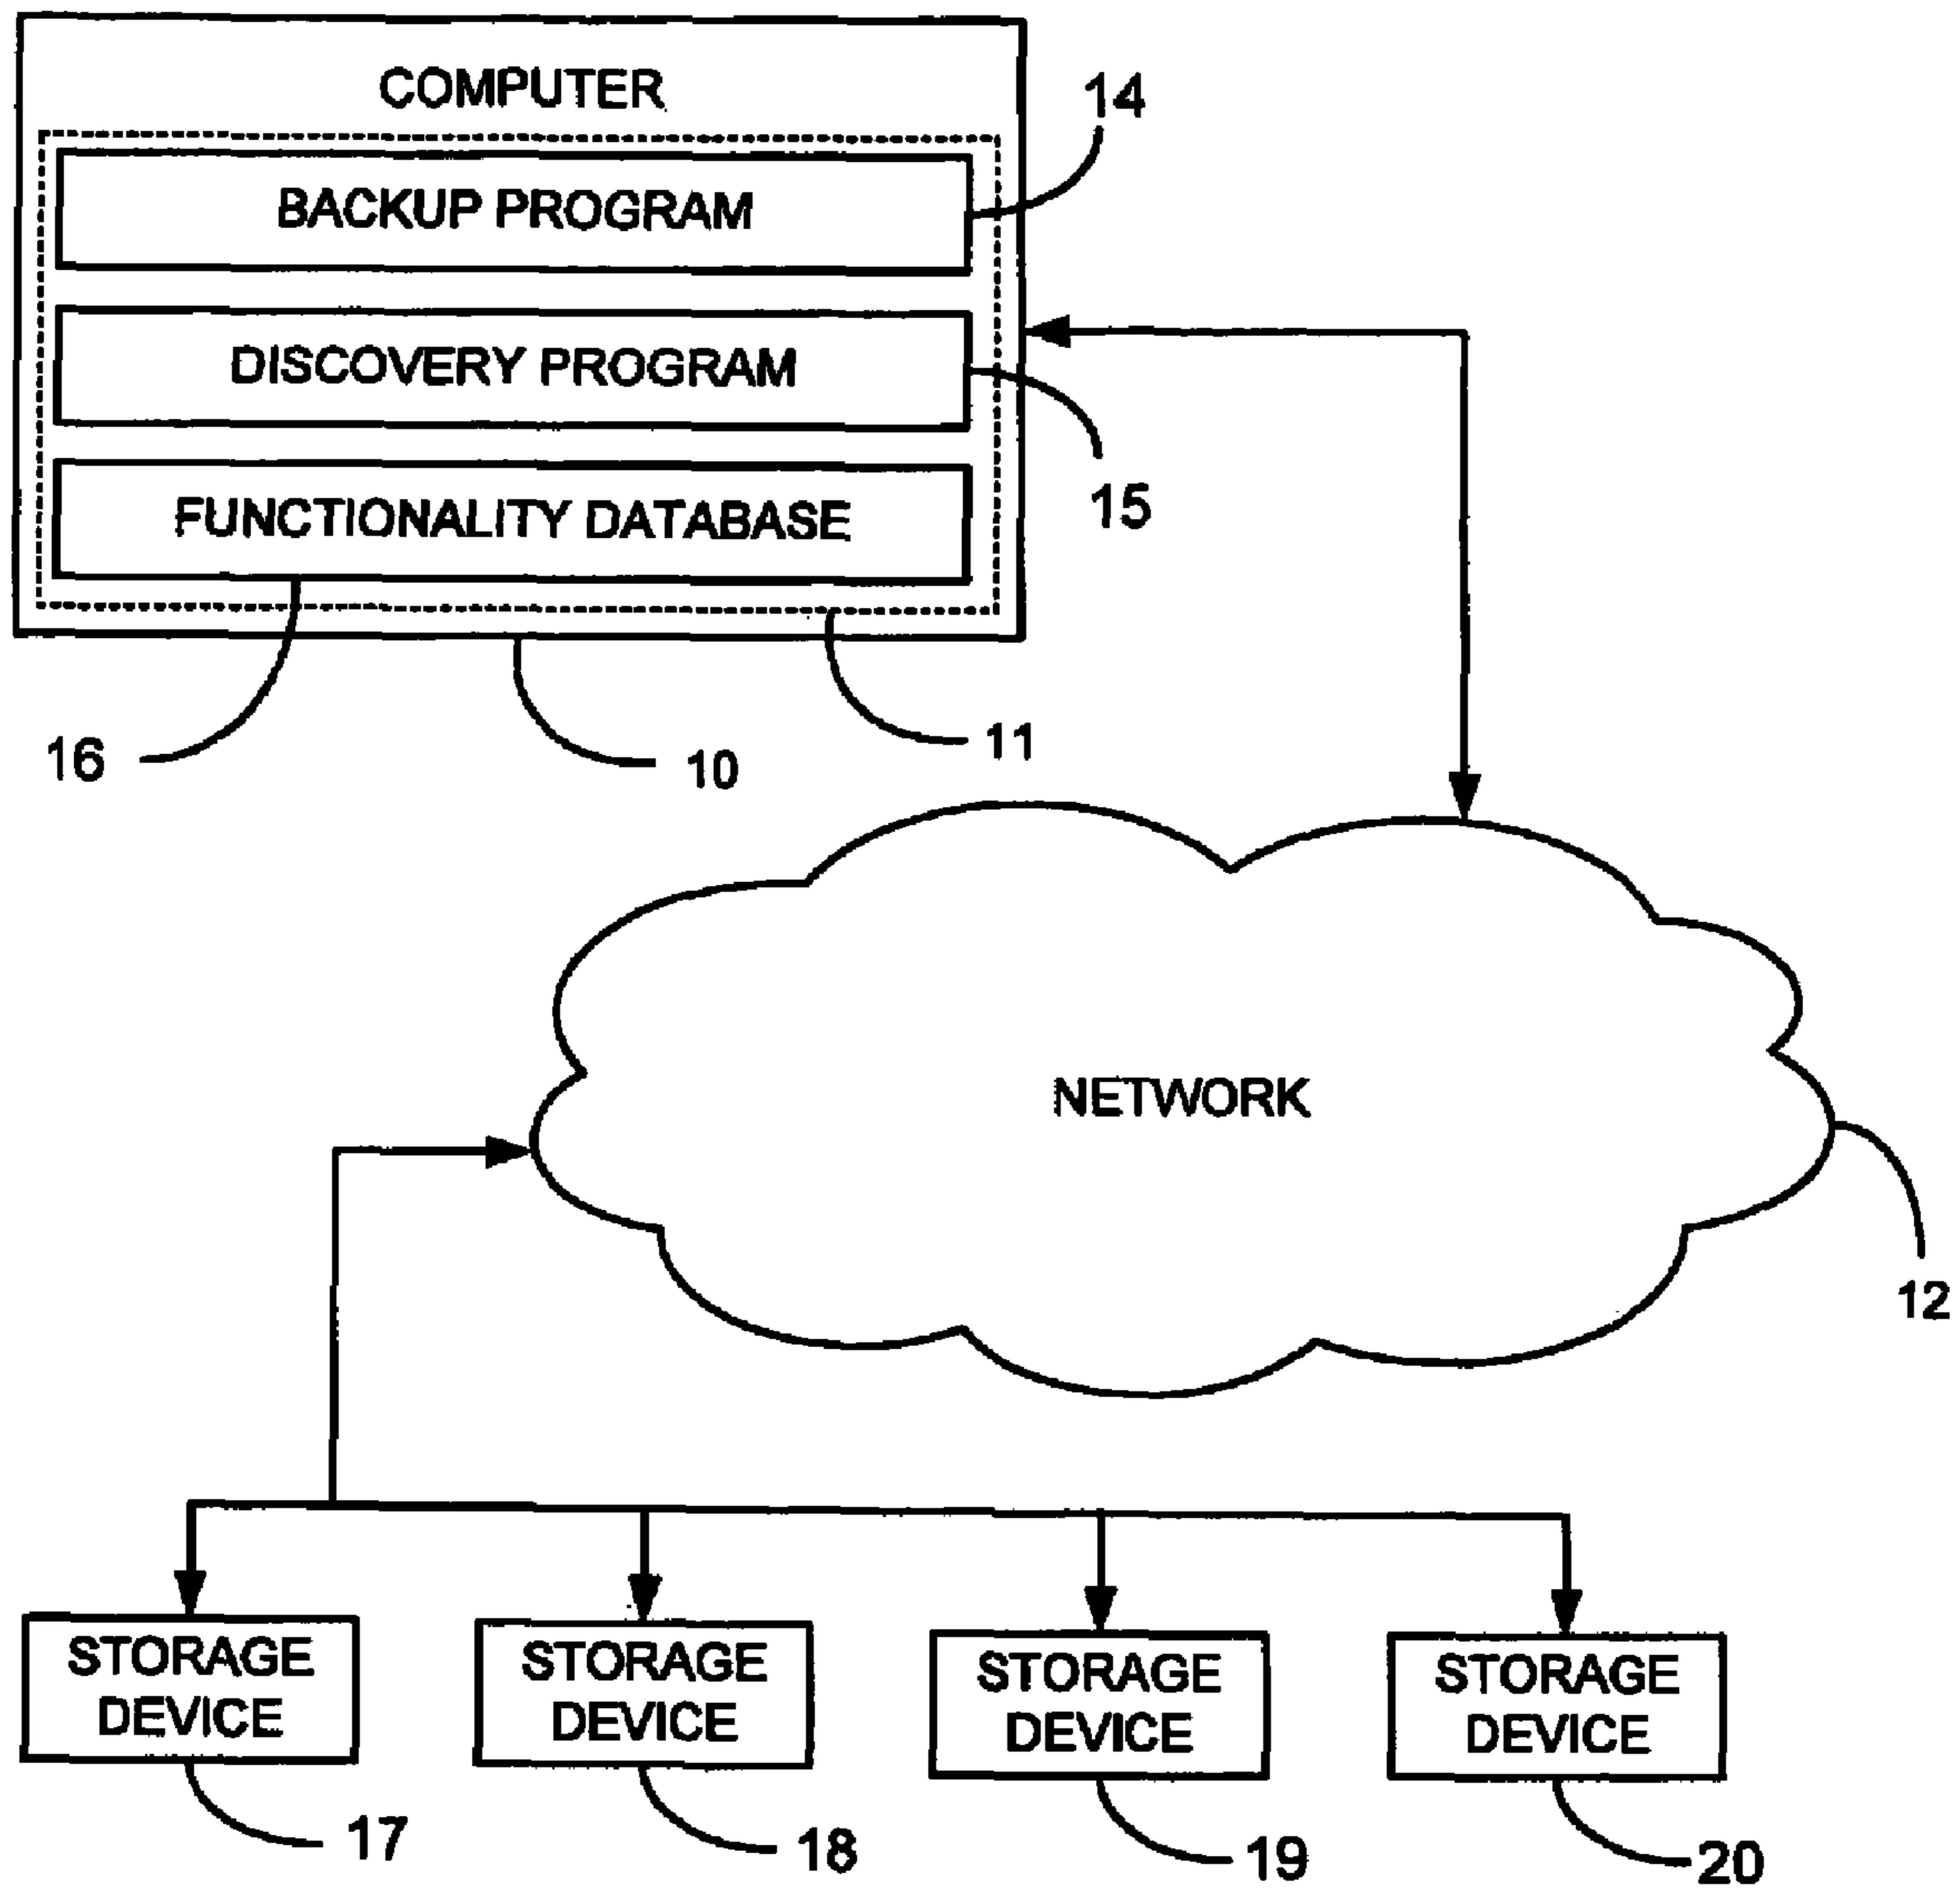 COMPUTER
14
BACKUP PROGRAM
DISCOVERY PROGRAM
15
FUNCTIONALITY DATABASE
16
10
11
NETWORK
12
STORAGE
DEVICE
STORAGE
DEVICE
STORAGE
DEVICE
STORAGE
DEVICE
17
18
19
20